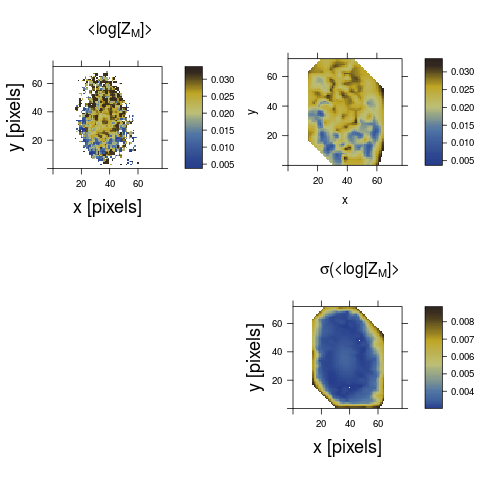 <log[Z_M]>
y [pixels]
60
40
20
20 40 60
x [pixels]
0.030
0.025
0.020
0.015
0.010
0.005
y
60
40
20
20 40 60
x
0.030
0.025
0.020
0.015
0.010
0.005
σ(<log[Z_M]>
y [pixels]
60
40
20
20 40 60
x [pixels]
0.008
0.007
0.006
0.005
0.004